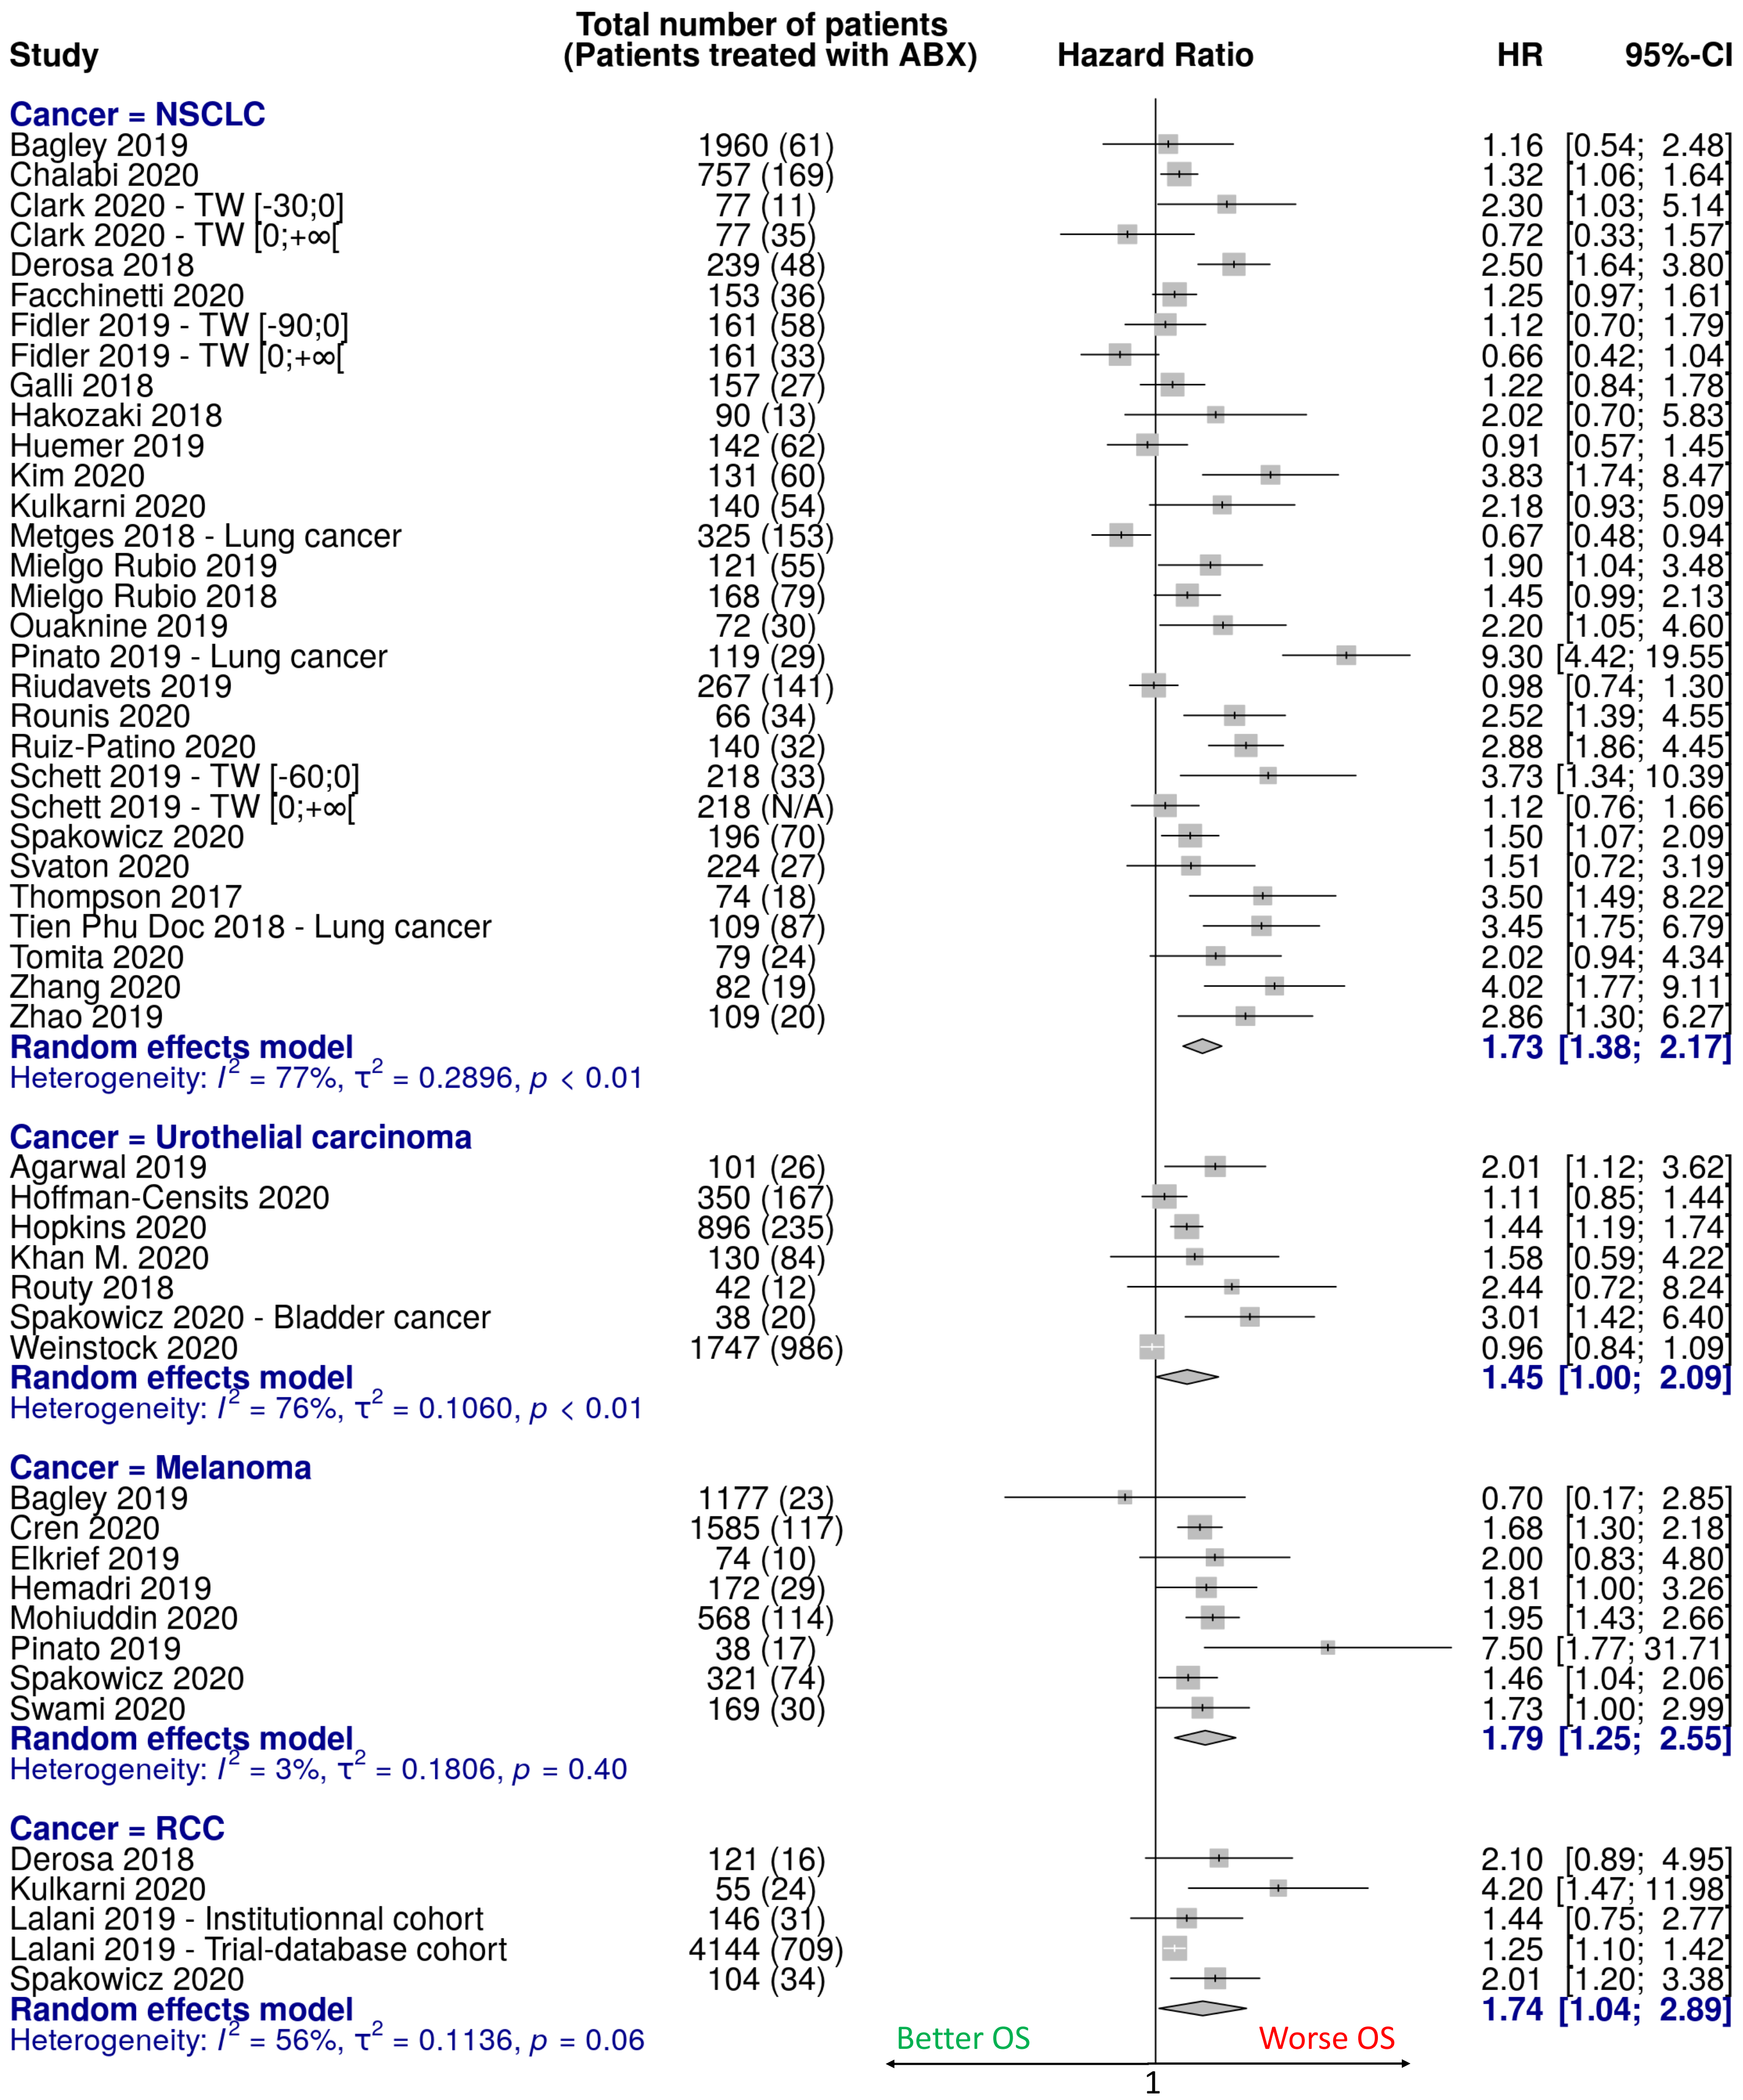 Total number of patients
Study (Patients treated with ABX) Hazard Ratio HR 95%-CI
Cancer = NSCLC
Bagley 2019 1960 (61) 1.16 [0.54; 2.48]
Chalabi 2020 757 (169) 1.32 [1.06; 1.64]
Clark 2020 - TW [-30;0] 77 (11) 2.30 [1.03; 5.14]
Clark 2020 - TW [0;+∞[ 77 (35) 0.72 [0.33; 1.57]
Derosa 2018 239 (48) 2.50 [1.64; 3.80]
Facchinetti 2020 153 (36) 1.25 [0.97; 1.61]
Fidler 2019 - TW [-90;0] 161 (58) 1.12 [0.70; 1.79]
Fidler 2019 - TW [0;+∞[ 161 (33) 0.66 [0.42; 1.04]
Galli 2018 157 (27) 1.22 [0.84; 1.78]
Hakozaki 2018 90 (13) 2.02 [0.70; 5.83]
Huemer 2019 142 (62) 0.91 [0.57; 1.45]
Kim 2020 131 (60) 3.83 [1.74; 8.47]
Kulkarni 2020 140 (54) 2.18 [0.93; 5.09]
Metges 2018 - Lung cancer 325 (153) 0.67 [0.48; 0.94]
Mielgo Rubio 2019 121 (55) 1.90 [1.04; 3.48]
Mielgo Rubio 2018 168 (79) 1.45 [0.99; 2.13]
Ouaknine 2019 72 (30) 2.20 [1.05; 4.60]
Pinato 2019 - Lung cancer 119 (29) 9.30 [4.42; 19.55]
Riudavets 2019 267 (141) 0.98 [0.74; 1.30]
Rounis 2020 66 (34) 2.52 [1.39; 4.55]
Ruiz-Patino 2020 140 (32) 2.88 [1.86; 4.45]
Schett 2019 - TW [-60;0] 218 (33) 3.73 [1.34; 10.39]
Schett 2019 - TW [0;+∞[ 218 (N/A) 1.12 [0.76; 1.66]
Spakowicz 2020 196 (70) 1.50 [1.07; 2.09]
Svaton 2020 224 (27) 1.51 [0.72; 3.19]
Thompson 2017 74 (18) 3.50 [1.49; 8.22]
Tien Phu Doc 2018 - Lung cancer 109 (87) 3.45 [1.75; 6.79]
Tomita 2020 79 (24) 2.02 [0.94; 4.34]
Zhang 2020 82 (19) 4.02 [1.77; 9.11]
Zhao 2019 109 (20) 2.86 [1.30; 6.27]
Random effects model 1.73 [1.38; 2.17]
Heterogeneity: I² = 77%, τ² = 0.2896, p < 0.01
Cancer = Urothelial carcinoma
Agarwal 2019 101 (26) 2.01 [1.12; 3.62]
Hoffman-Censits 2020 350 (167) 1.11 [0.85; 1.44]
Hopkins 2020 896 (235) 1.44 [1.19; 1.74]
Khan M. 2020 130 (84) 1.58 [0.59; 4.22]
Routy 2018 42 (12) 2.44 [0.72; 8.24]
Spakowicz 2020 - Bladder cancer 38 (20) 3.01 [1.42; 6.40]
Weinstock 2020 1747 (986) 0.96 [0.84; 1.09]
Random effects model 1.45 [1.00; 2.09]
Heterogeneity: I² = 76%, τ² = 0.1060, p < 0.01
Cancer = Melanoma
Bagley 2019 1177 (23) 0.70 [0.17; 2.85]
Cren 2020 1585 (117) 1.68 [1.30; 2.18]
Elkrief 2019 74 (10) 2.00 [0.83; 4.80]
Hemadri 2019 172 (29) 1.81 [1.00; 3.26]
Mohiuddin 2020 568 (114) 1.95 [1.43; 2.66]
Pinato 2019 38 (17) 7.50 [1.77; 31.71]
Spakowicz 2020 321 (74) 1.46 [1.04; 2.06]
Swami 2020 169 (30) 1.73 [1.00; 2.99]
Random effects model 1.79 [1.25; 2.55]
Heterogeneity: I² = 3%, τ² = 0.1806, p = 0.40
Cancer = RCC
Derosa 2018 121 (16) 2.10 [0.89; 4.95]
Kulkarni 2020 55 (24) 4.20 [1.47; 11.98]
Lalani 2019 - Institutionnal cohort 146 (31) 1.44 [0.75; 2.77]
Lalani 2019 - Trial-database cohort 4144 (709) 1.25 [1.10; 1.42]
Spakowicz 2020 104 (34) 2.01 [1.20; 3.38]
Random effects model 1.74 [1.04; 2.89]
Heterogeneity: I² = 56%, τ² = 0.1136, p = 0.06
Better OS Worse OS
1